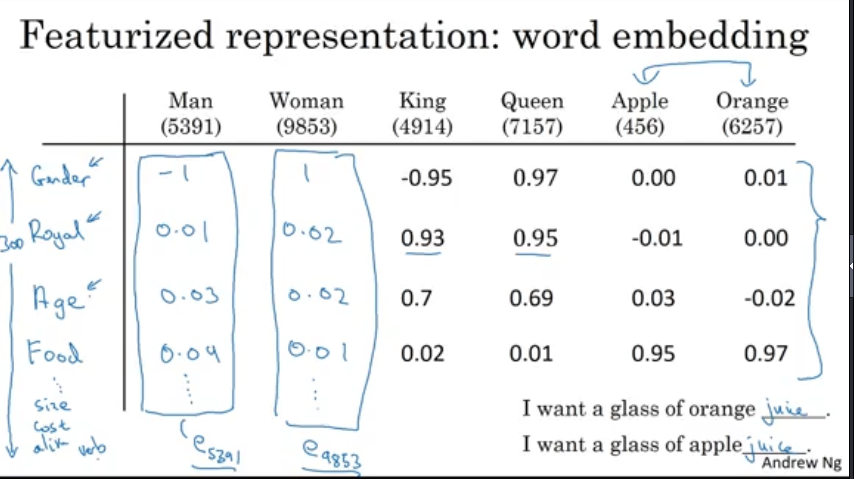 Featurized representation: word embedding
Man Woman King Queen Apple Orange
(5391) (9853) (4914) (7157) (456) (6257)
Gender -1 1 -0.95 0.97 0.00 0.01
300 Royal 0.01 0.02 0.93 0.95 -0.01 0.00
Age 0.03 0.02 0.7 0.69 0.03 -0.02
Food 0.04 0.01 0.02 0.01 0.95 0.97
size
cost
I want a glass of orange juice.
alive verb
e5391 e9853
I want a glass of apple juice.
Andrew Ng